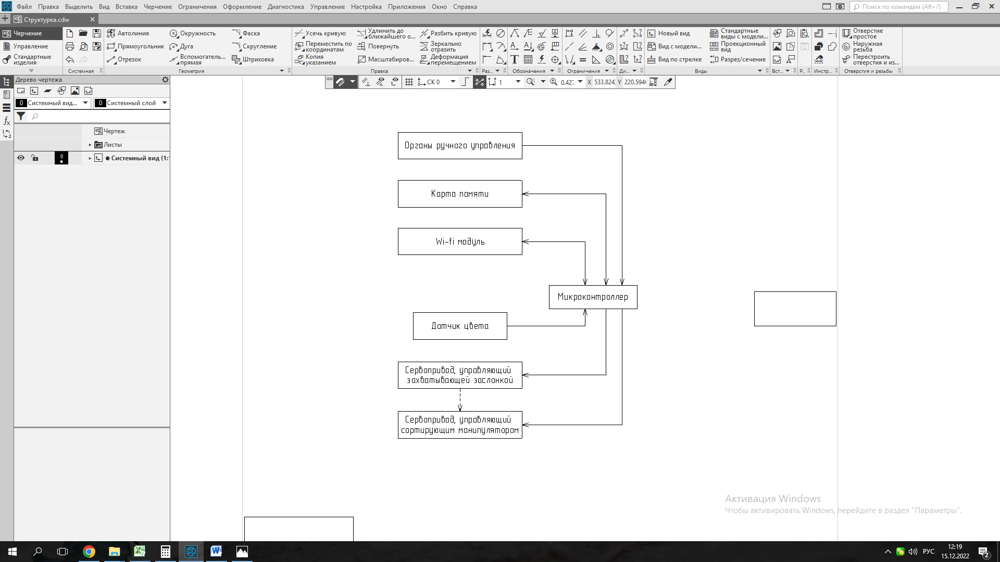 Файл Правка Выделить Вид Вставка Черчение Ограничения Оформление Диагностика Управление Настройка Приложения Окно Справка
Поиск по командам (Alt+/)
Структурка.cdw
Черчение
Управление
Стандартные
изделия
Системная
Автолиния
Прямоугольник
Отрезок
Окружность
Дуга
Вспомогатель...
прямая
Фаска
Скругление
Штриховка
Геометрия
Усечь кривую
Переместить по
координатам
Копия
указанием
Удлинить до
ближайшего о...
Повернуть
Масштабиров...
Разбить кривую
Зеркально
отразить
Деформация
перемещением
Правка
Раз...
Обозначения
Ограничения
Ди...
Новый вид
Вид с модели...
Вид по стрелке
Стандартные
виды с модели...
Проекционный
вид
Разрез/сечение
Виды
Вст...
Р...
Инстр...
Отверстие
простое
Наружная
резьба
Перестроить
отверстия и из...
Отверстия и резьбы
Дерево чертежа
0 Системный вид...
0 Системный слой
Чертеж
Листы
0
Системный вид (1:1
СК 0
1
0.427
X 533.824
Y 220.594
Органы ручного управления
Карта памяти
Wi-fi модуль
Микроконтроллер
Датчик цвета
Сервопривод, управляющий
захватывающей заслонкой
Сервопривод, управляющий
сортирующим манипулятором
Активация Windows
Чтобы активировать Windows, перейдите в раздел "Параметры".
РУС
12:19
15.12.2022
2